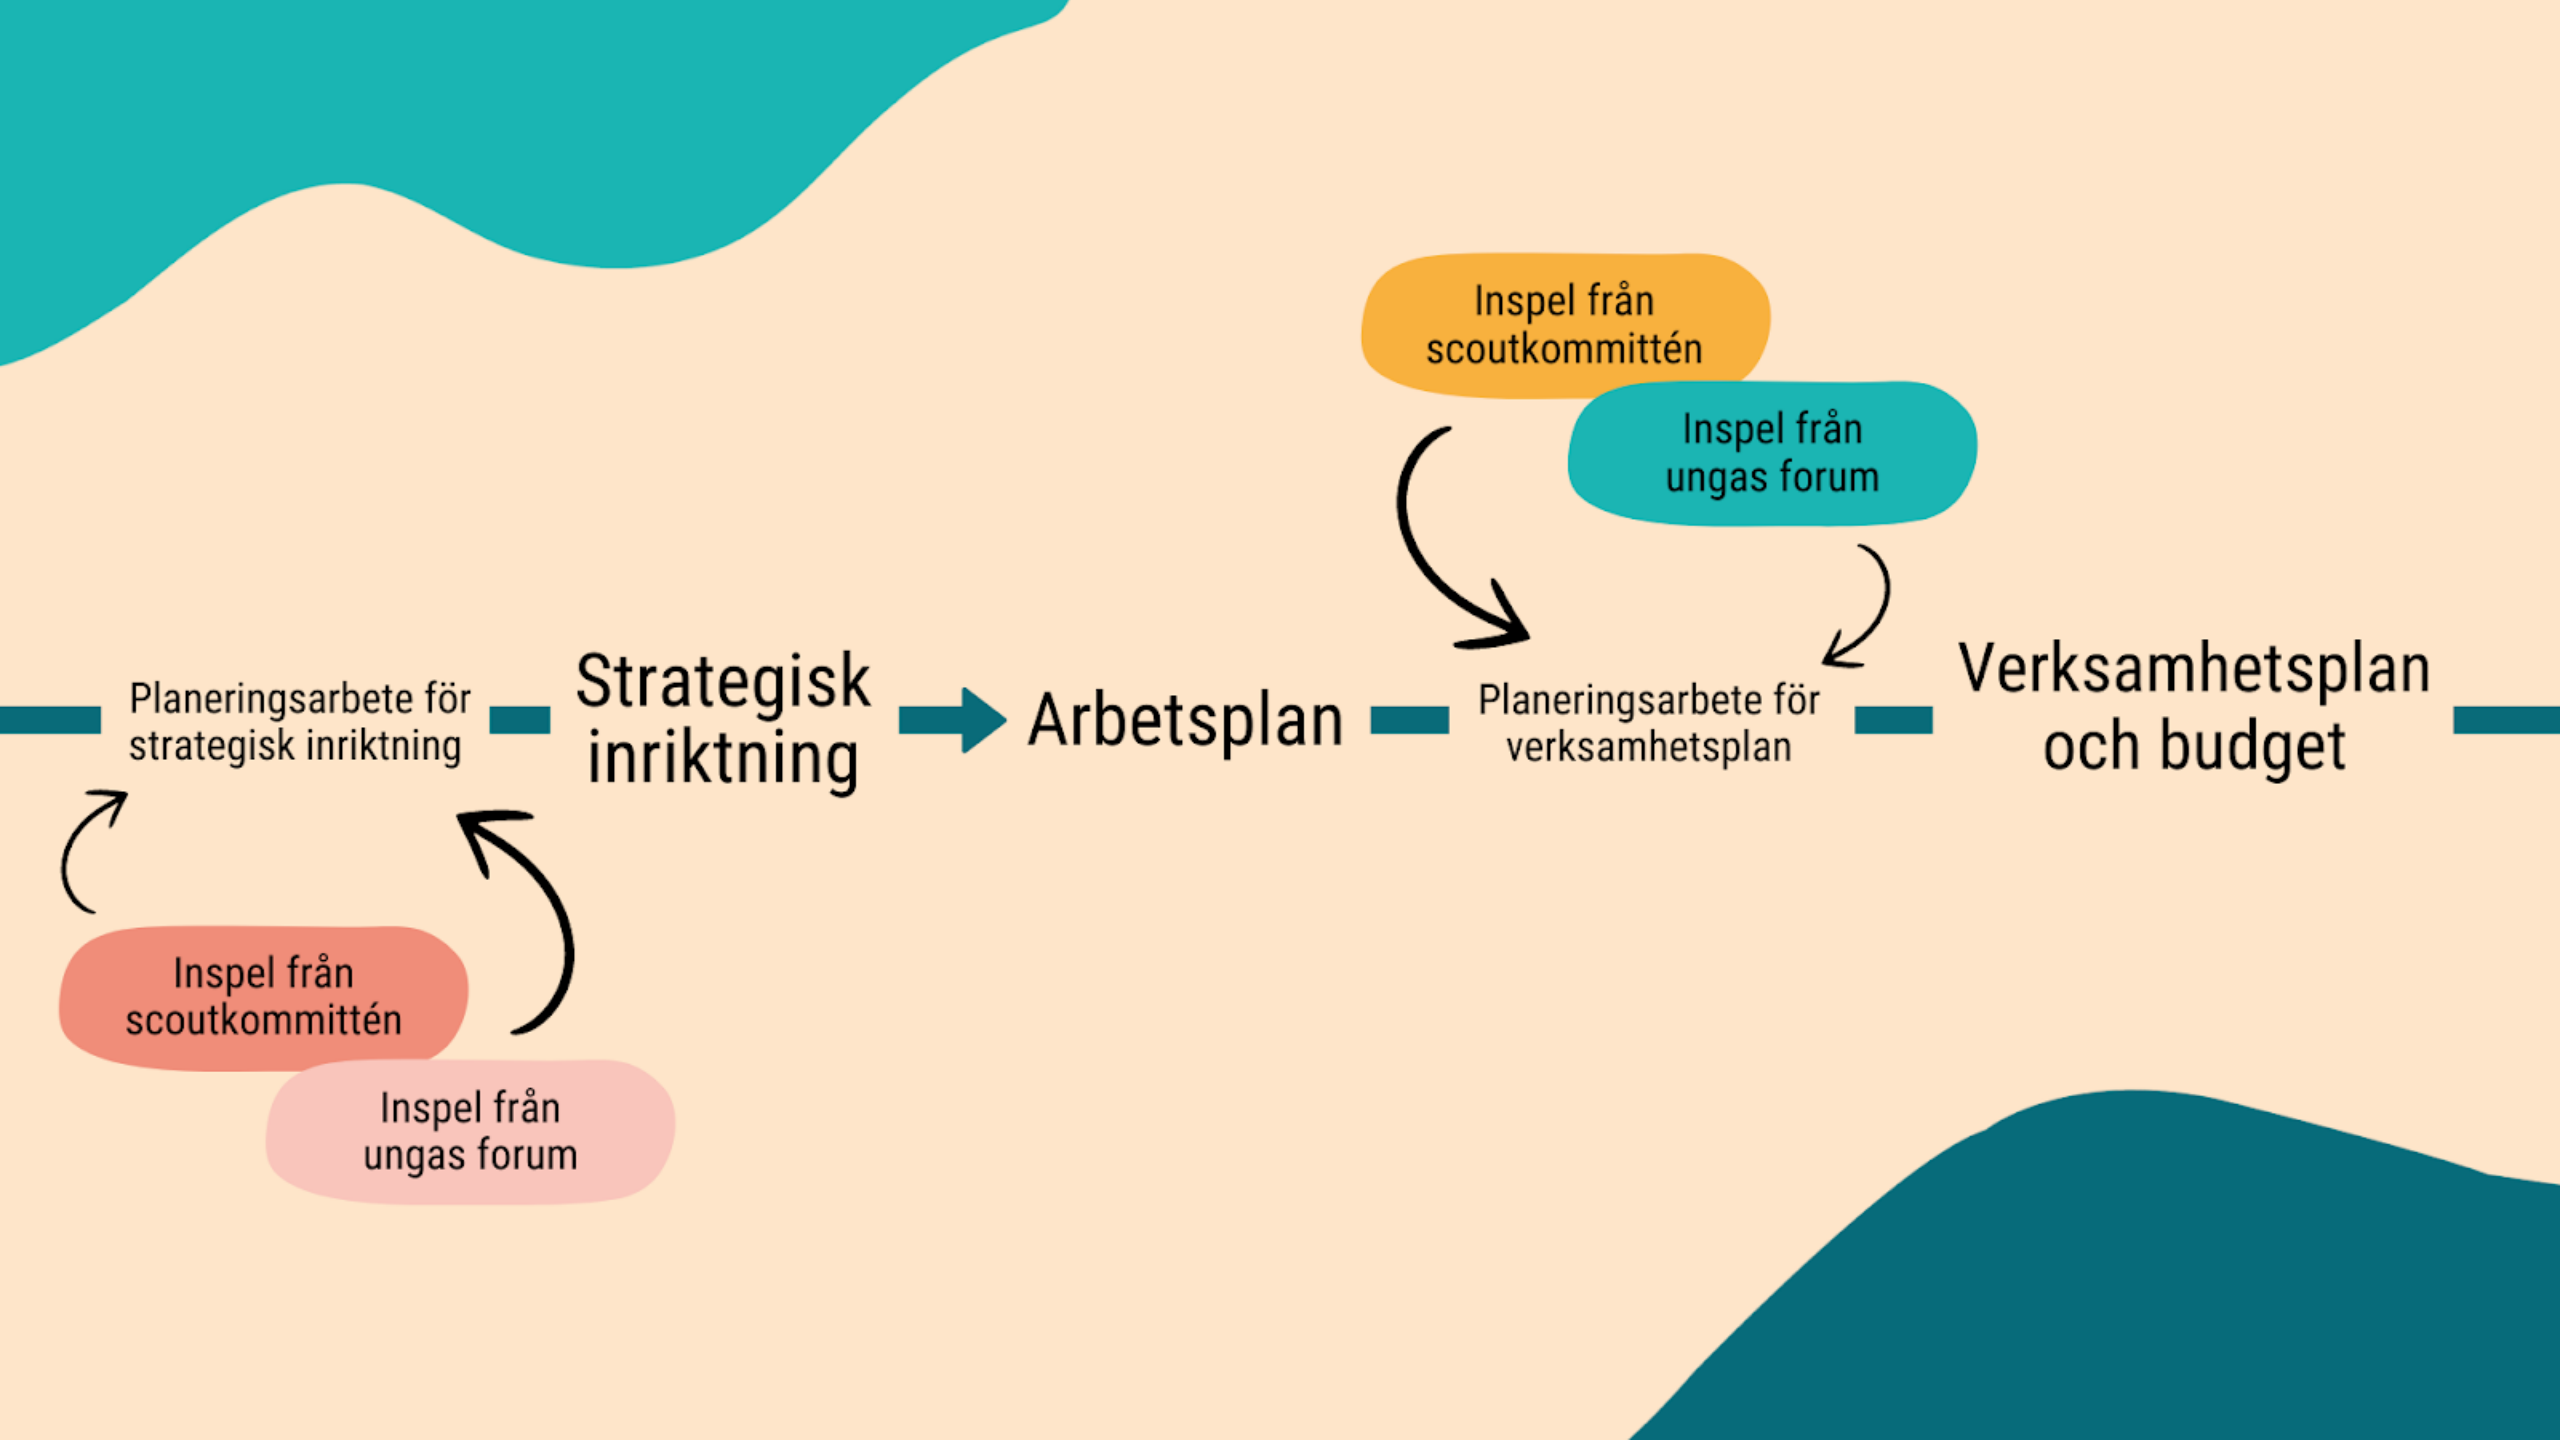 Inspel från
scoutkommittén
Inspel från
ungas forum
Planeringsarbete för
strategisk inriktning
Strategisk
inriktning
Arbetsplan
Planeringsarbete för
verksamhetsplan
Verksamhetsplan
och budget
Inspel från
scoutkommittén
Inspel från
ungas forum